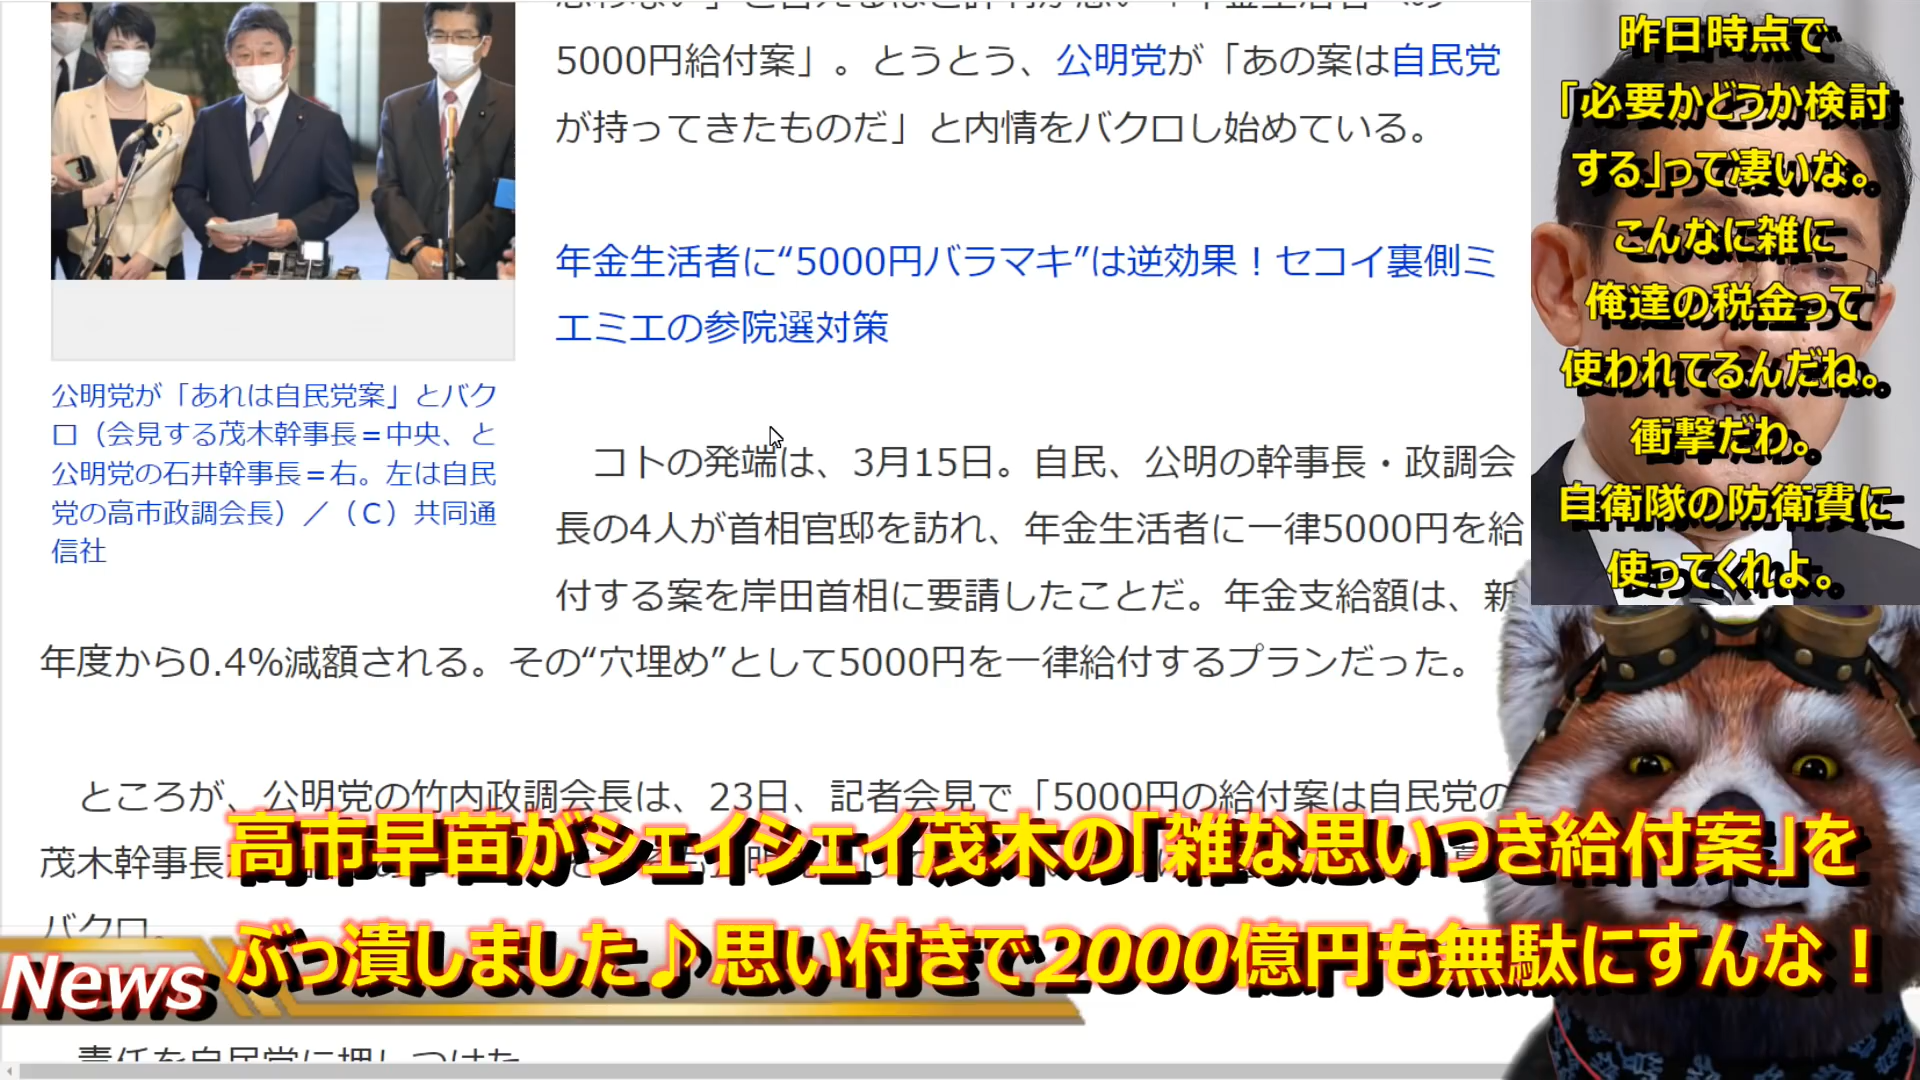 5000円給付案」。とうとう、公明党が「あの案は自民党
が持ってきたものだ」と内情をバクロし始めている。
年金生活者に“5000円バラマキ”は逆効果！セコイ裏側ミ
エミエの参院選対策
公明党が「あれは自民党案」とバク
ロ（会見する茂木幹事長＝中央、と
公明党の石井幹事長＝右。左は自民
党の高市政調会長）／（Ｃ）共同通
信社
コトの発端は、3月15日。自民、公明の幹事長・政調会
長の4人が首相官邸を訪れ、年金生活者に一律5000円を給
付する案を岸田首相に要請したことだ。年金支給額は、新
年度から0.4%減額される。その“穴埋め”として5000円を一律給付するプランだった。
ところが、公明党の竹内政調会長は、23日、記者会見で「5000円の給付案は自民党の
茂木幹事長
バクロ。
責任を自民党に押しつけた
昨日時点で
「必要かどうか検討
する」って凄いな。
こんなに雑に
俺達の税金って
使われてるんだね。
衝撃だわ。
自衛隊の防衛費に
使ってくれよ。
高市早苗がシェイシェイ茂木の「雑な思いつき給付案」を
ぶっ潰しました♪思い付きで2000億円も無駄にすんな！
News